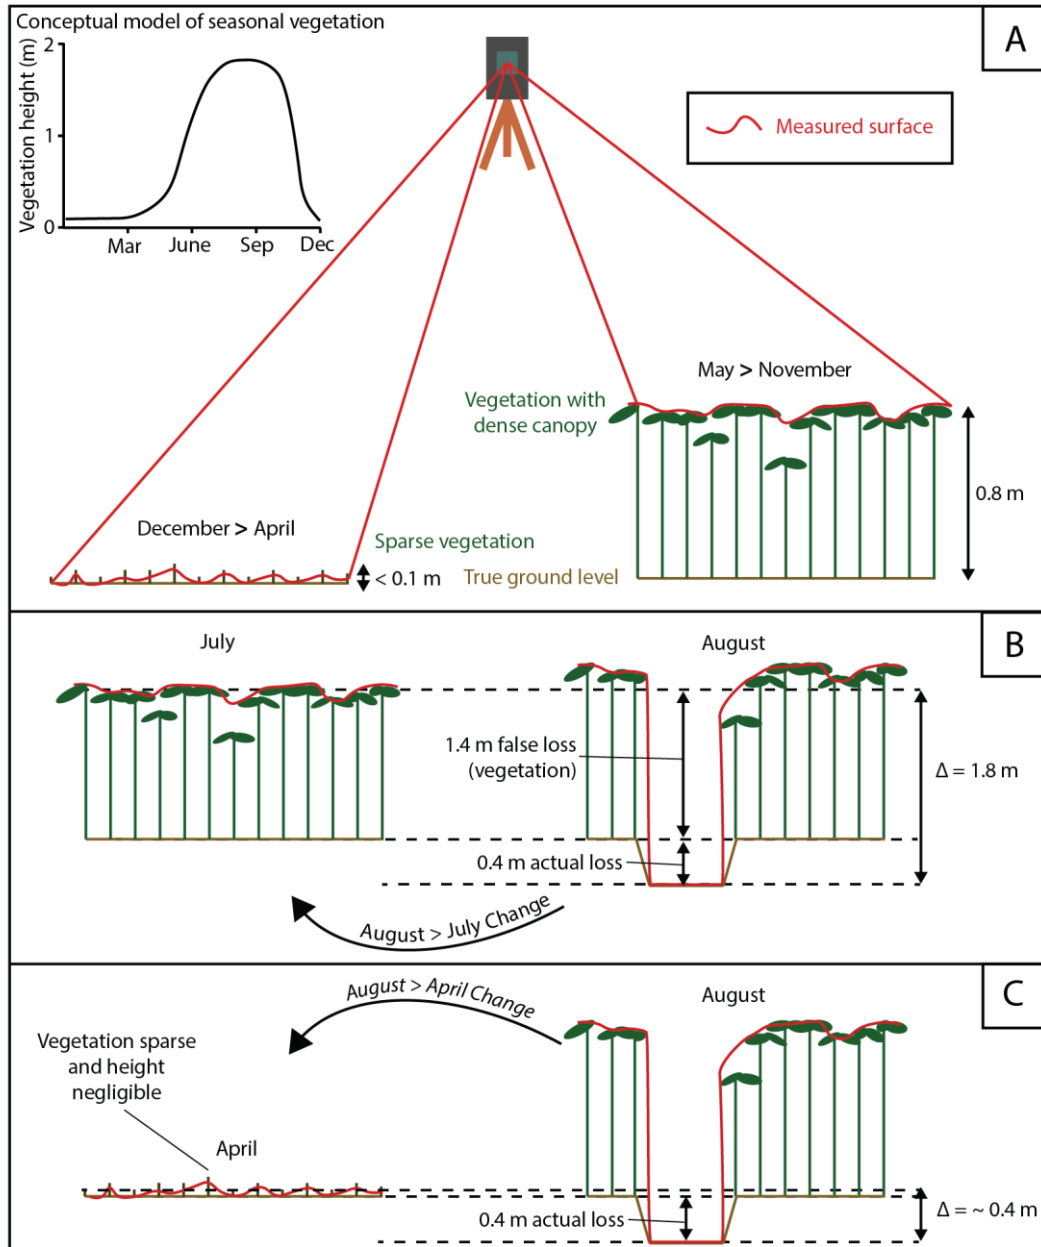 Conceptual model of seasonal vegetation
A
Vegetation height (m)
2
1
0
Mar June Sep Dec
Measured surface
May > November
Vegetation with
dense canopy
0.8 m
December > April
Sparse vegetation
< 0.1 m
True ground level
B
July
August
1.4 m false loss
(vegetation)
Δ = 1.8 m
0.4 m actual loss
August > July Change
C
August > April Change
August
Vegetation sparse
and height
negligible
April
0.4 m actual loss
Δ = ~ 0.4 m